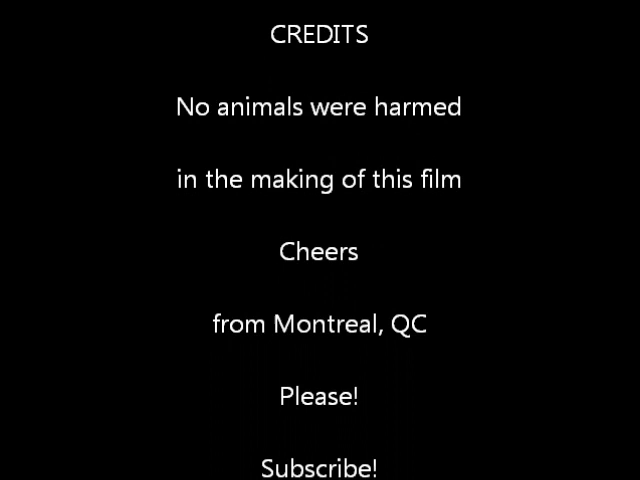 CREDITS
No animals were harmed
in the making of this film
Cheers
from Montreal, QC
Please!
Subscribe!